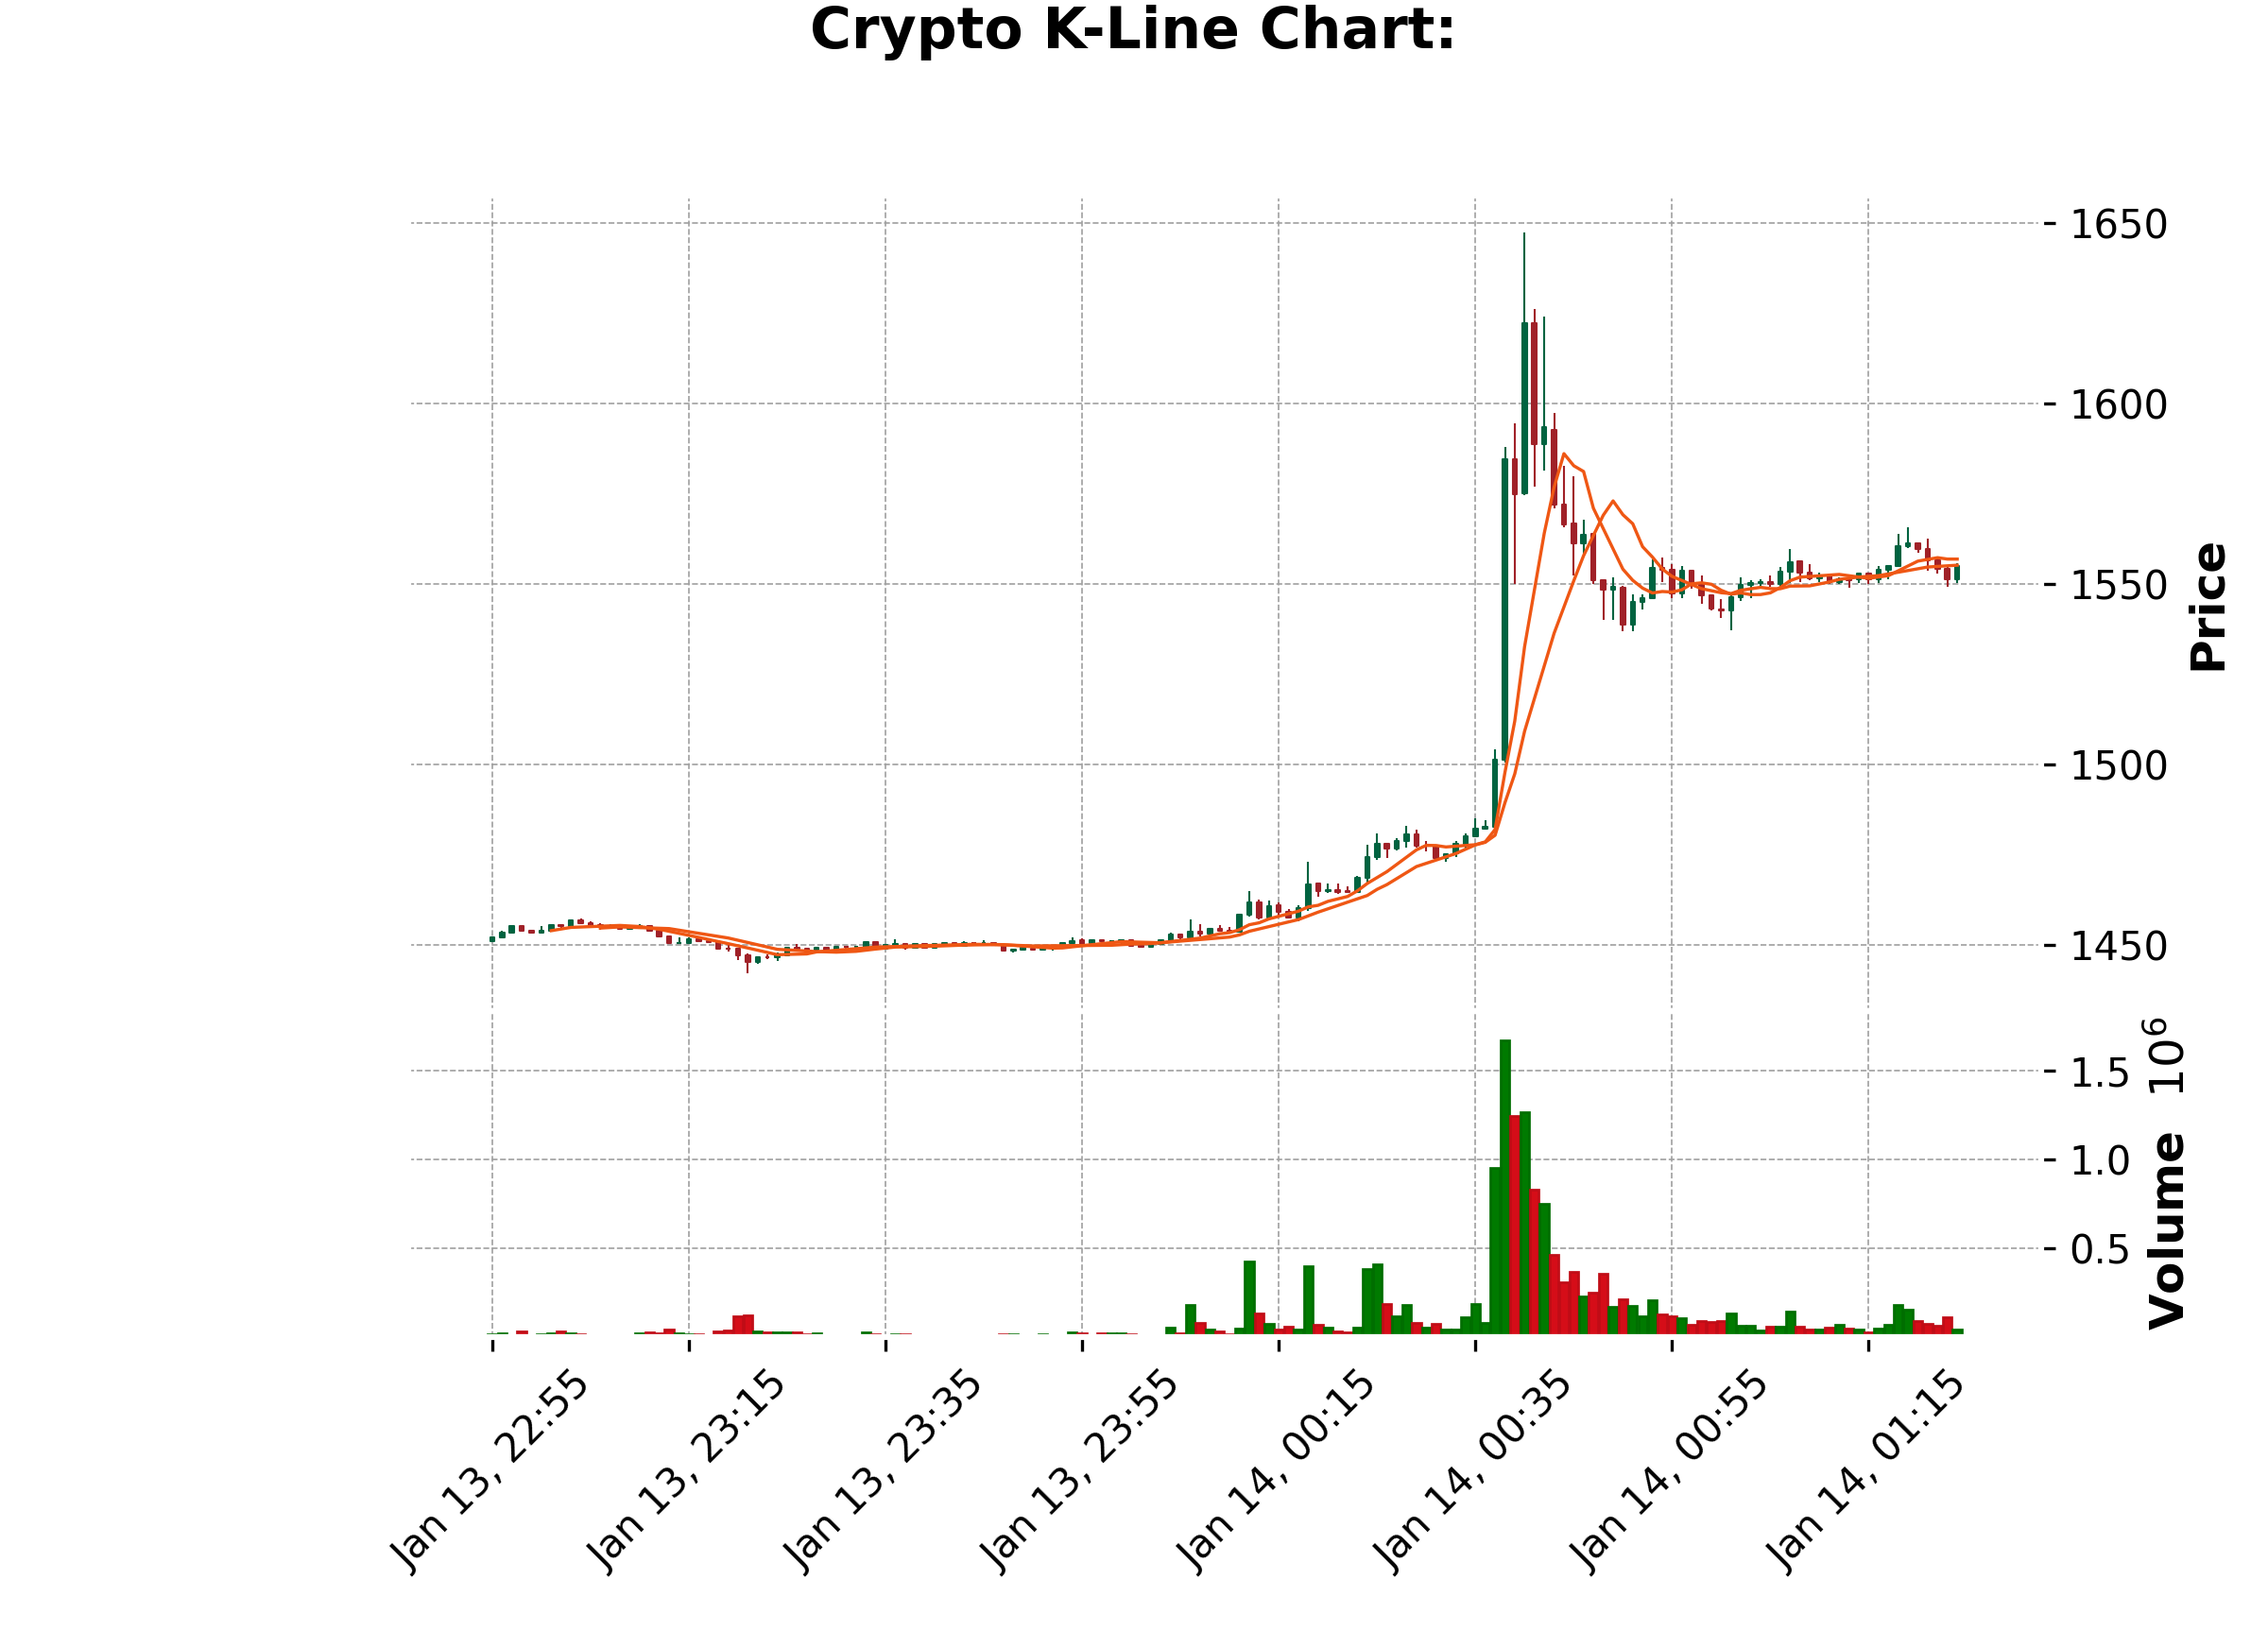 Crypto K-Line Chart:
1650
1600
1550
1500
1450
Price
1.5
1.0
0.5
Volume 10⁶
Jan 13, 22:55
Jan 13, 23:15
Jan 13, 23:35
Jan 13, 23:55
Jan 14, 00:15
Jan 14, 00:35
Jan 14, 00:55
Jan 14, 01:15